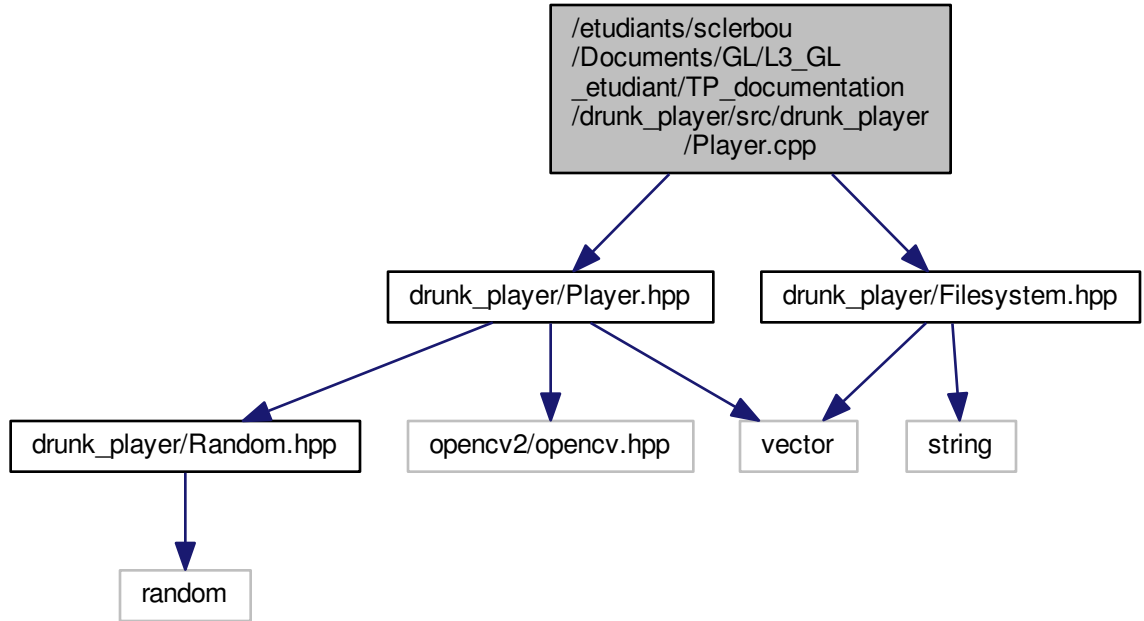 /etudiants/sclerbou
/Documents/GL/L3_GL
_etudiant/TP_documentation
/drunk_player/src/drunk_player
/Player.cpp
drunk_player/Player.hpp
drunk_player/Filesystem.hpp
drunk_player/Random.hpp
opencv2/opencv.hpp
vector
string
random